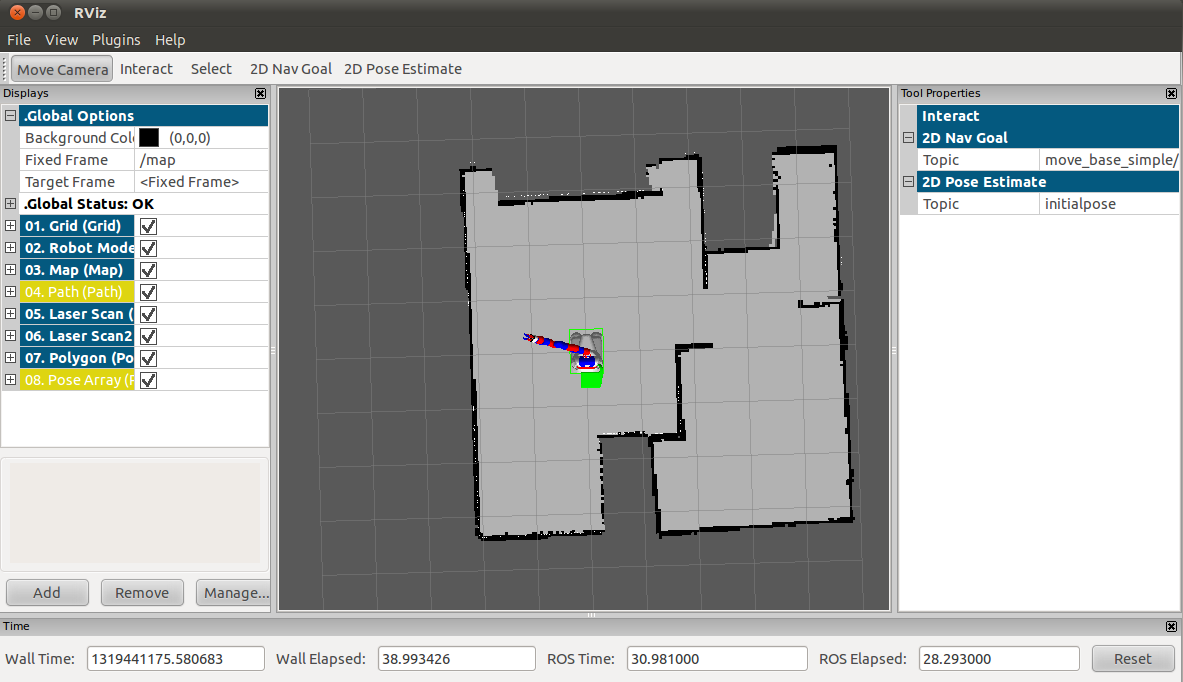 RViz
File View Plugins Help
Move Camera Interact Select 2D Nav Goal 2D Pose Estimate
Displays
.Global Options
Background Colo (0,0,0)
Fixed Frame /map
Target Frame <Fixed Frame>
.Global Status: OK
01. Grid (Grid)
02. Robot Mode
03. Map (Map)
04. Path (Path)
05. Laser Scan (
06. Laser Scan2
07. Polygon (Po
08. Pose Array (P
Add Remove Manage...
Tool Properties
Interact
2D Nav Goal
Topic move_base_simple/
2D Pose Estimate
Topic initialpose
Time
Wall Time: 1319441175.580683 Wall Elapsed: 38.993426 ROS Time: 30.981000 ROS Elapsed: 28.293000 Reset